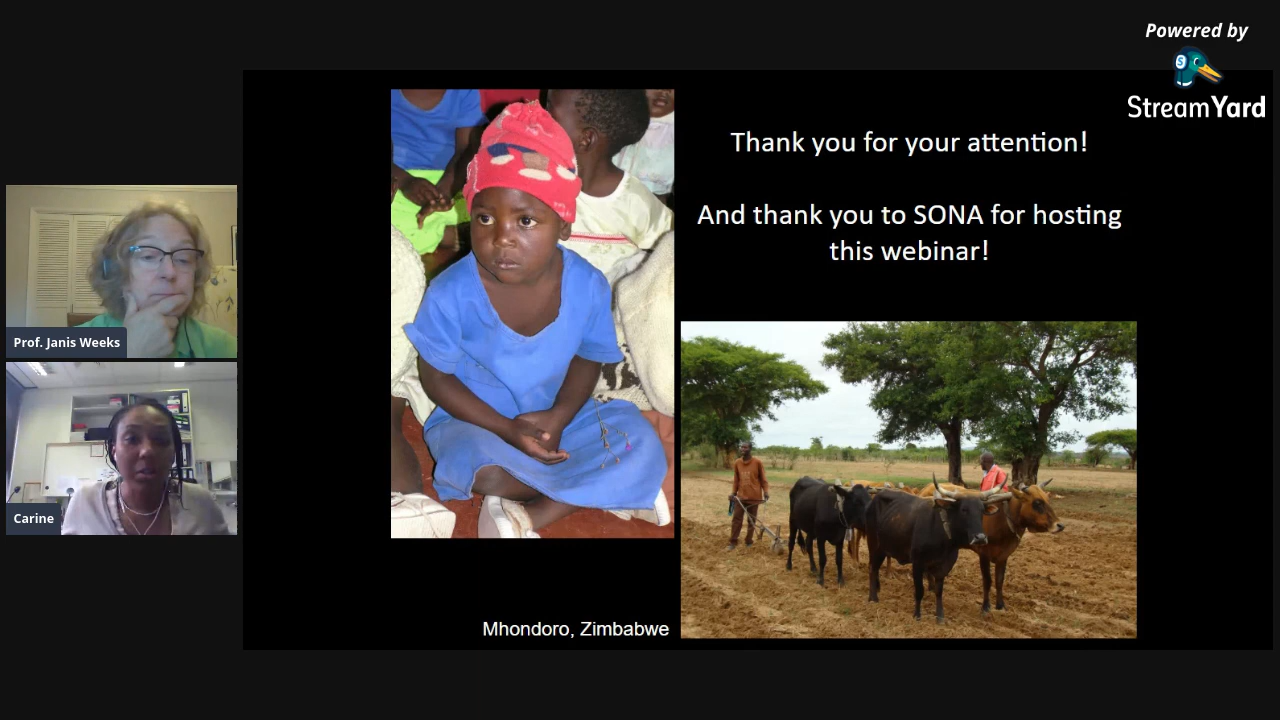 Powered by
StreamYard
Thank you for your attention!
And thank you to SONA for hosting
this webinar!
Prof. Janis Weeks
Carine
Mhondoro, Zimbabwe